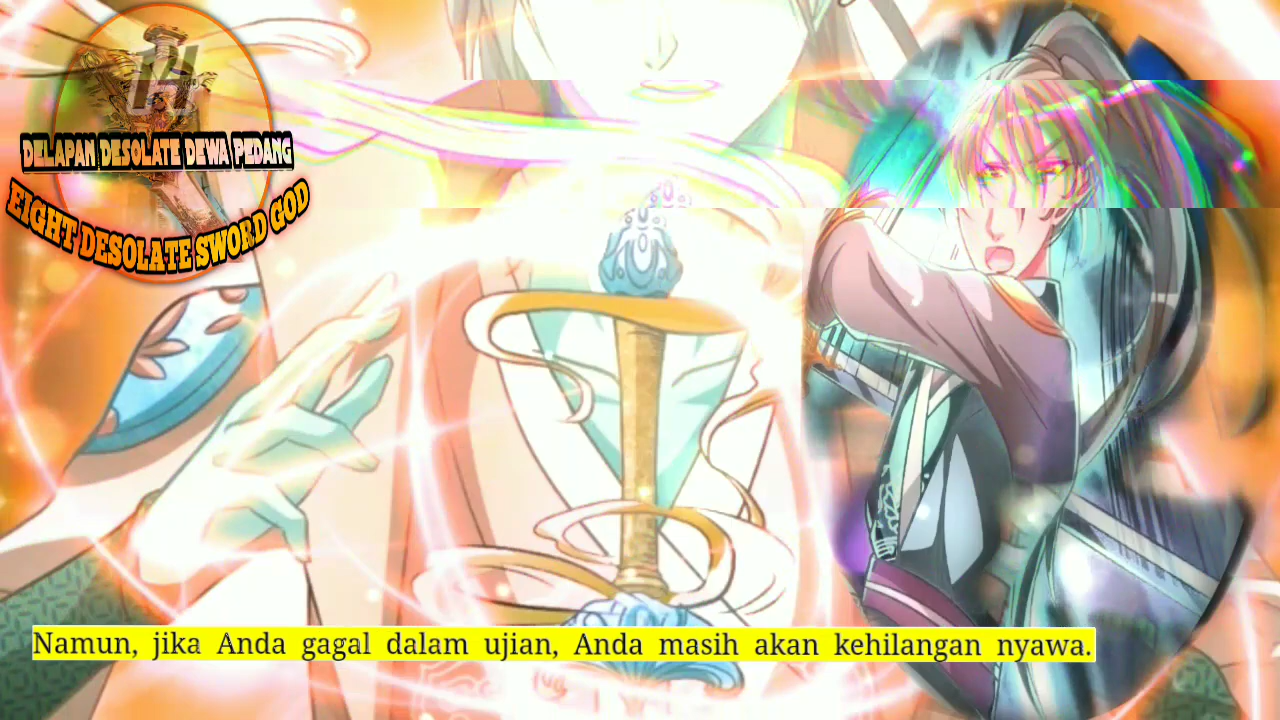 DELAPAN DESOLATE DEWA PEDANG
EIGHT DESOLATE SWORD GOD
Namun, jika Anda gagal dalam ujian, Anda masih akan kehilangan nyawa.